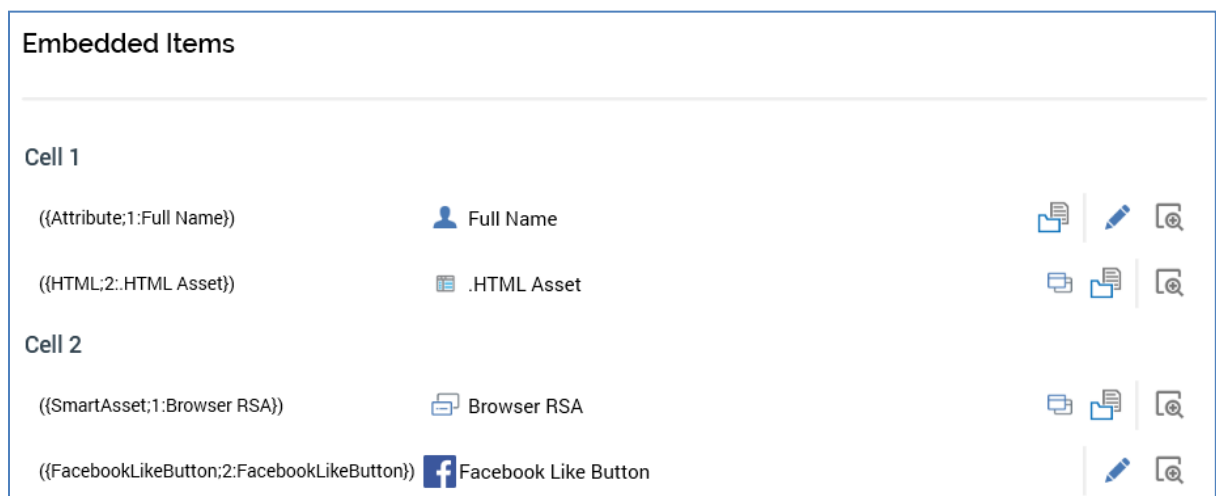 Embedded Items
Cell 1
({Attribute;1:Full Name}) Full Name
({HTML;2:.HTML Asset}) .HTML Asset
Cell 2
({SmartAsset;1:Browser RSA}) Browser RSA
({FacebookLikeButton;2:FacebookLikeButton}) Facebook Like Button